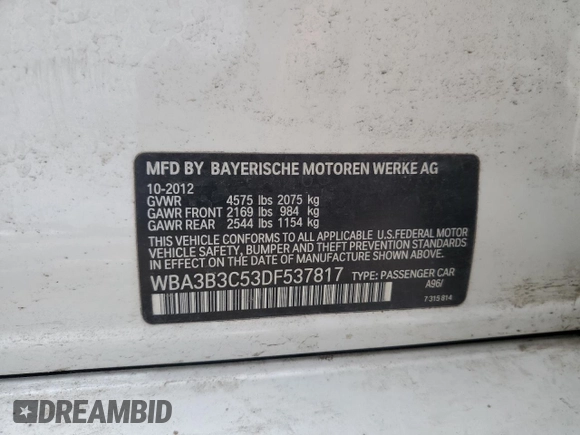 MFD BY BAYERISCHE MOTOREN WERKE AG
10-2012
GVWR 4575 lbs 2075 kg
GAWR FRONT 2169 lbs 984 kg
GAWR REAR 2544 lbs 1154 kg
THIS VEHICLE CONFORMS TO ALL APPLICABLE U.S.FEDERAL MOTOR
VEHICLE SAFETY, BUMPER AND THEFT PREVENTION STANDARDS
IN EFFECT ON THE DATE OF MANUFACTURE SHOWN ABOVE.
WBA3B3C53DF537817 TYPE: PASSENGER CAR
A96/
7 315 814
DREAMBID